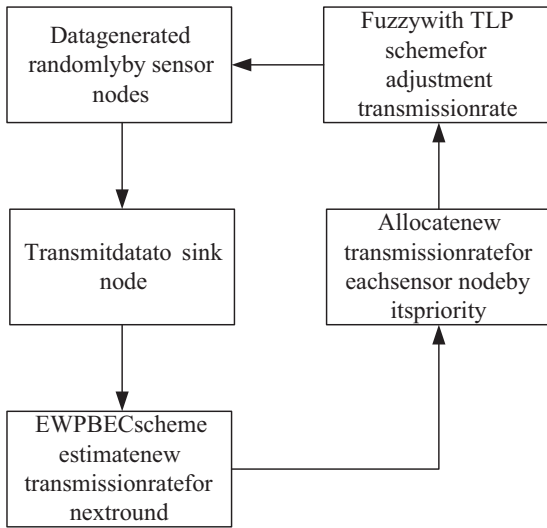 Datagenerated
randomlyby sensor
nodes
Fuzzywith TLP
schemefor
adjustment
transmissionrate
Transmitdatato sink
node
Allocatenew
transmissionratefor
eachsensor nodeby
itspriority
EWPBECscheme
estimatenew
transmissionratefor
nextround